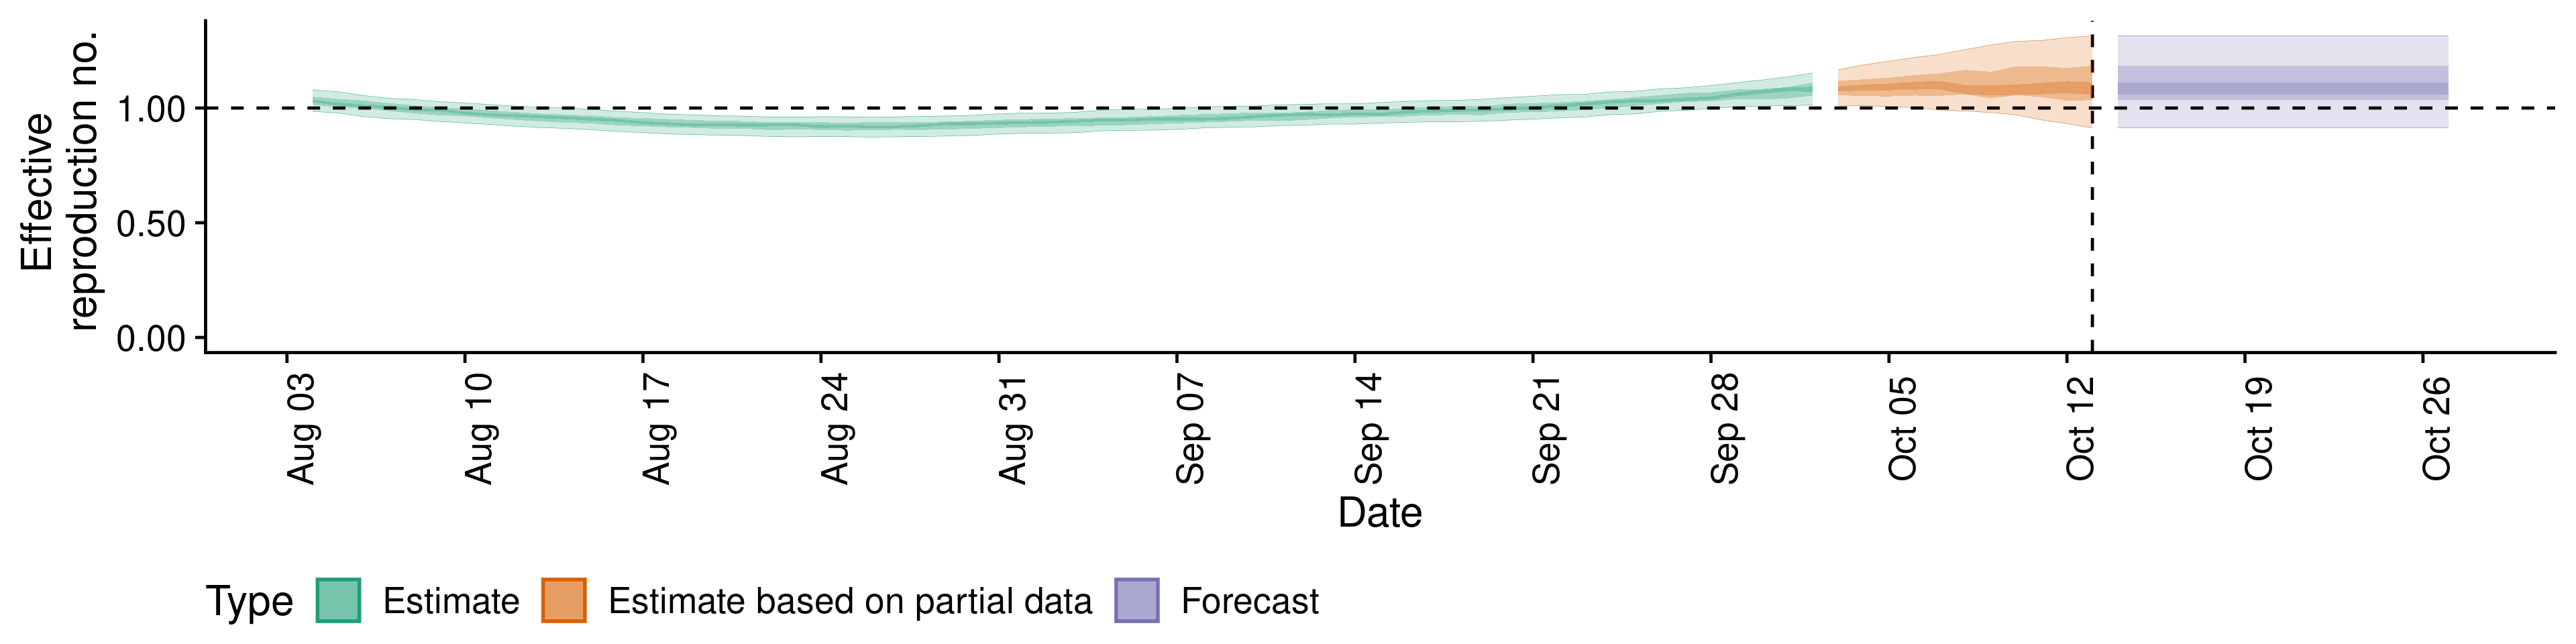 Effective
reproduction no.
1.00
0.50
0.00
Aug 03
Aug 10
Aug 17
Aug 24
Aug 31
Sep 07
Sep 14
Sep 21
Sep 28
Oct 05
Oct 12
Oct 19
Oct 26
Date
Type Estimate Estimate based on partial data Forecast